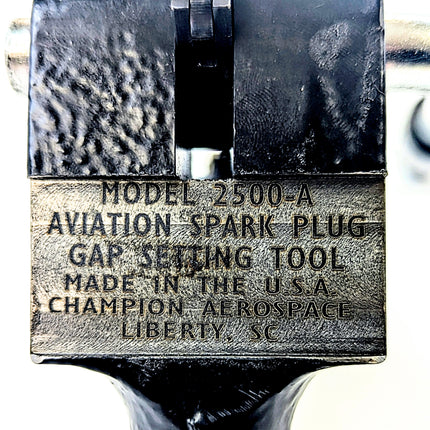 MODEL 2500-A
AVIATION SPARK PLUG
GAP SETTING TOOL
MADE IN THE U.S.A
CHAMPION AEROSPACE
LIBERTY, SC